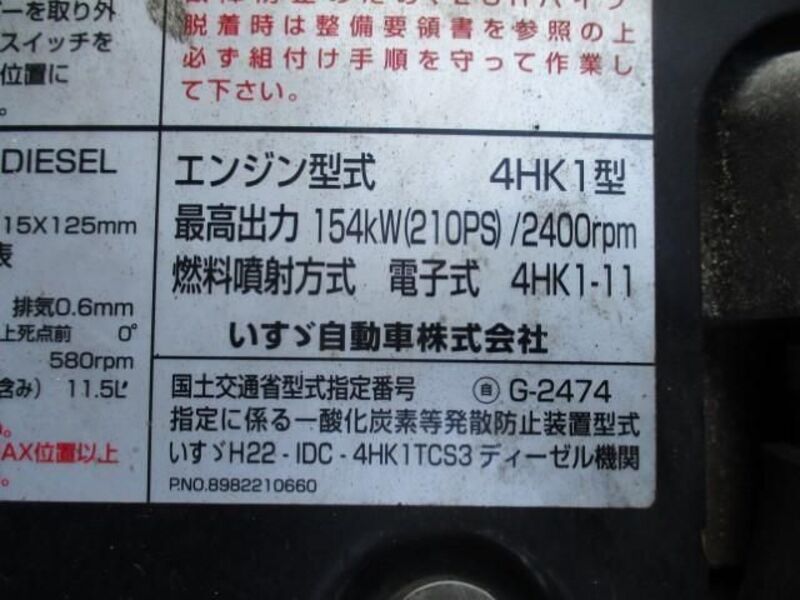 ーを取り外
スイッチを
位置に
。
脱着時は整備要領書を参照の上
必ず組付け手順を守って作業し
て下さい。
DIESEL
15X125mm
表
排気0.6mm
上死点前 0°
580rpm
含み) 11.5L
AX位置以上
。
エンジン型式 4HK1型
最高出力 154kW(210PS)/2400rpm
燃料噴射方式 電子式 4HK1-11
いすゞ自動車株式会社
国土交通省型式指定番号 自 G-2474
指定に係る一酸化炭素等発散防止装置型式
いすゞH22-IDC-4HK1TCS3 ディーゼル機関
P.NO.8982210660